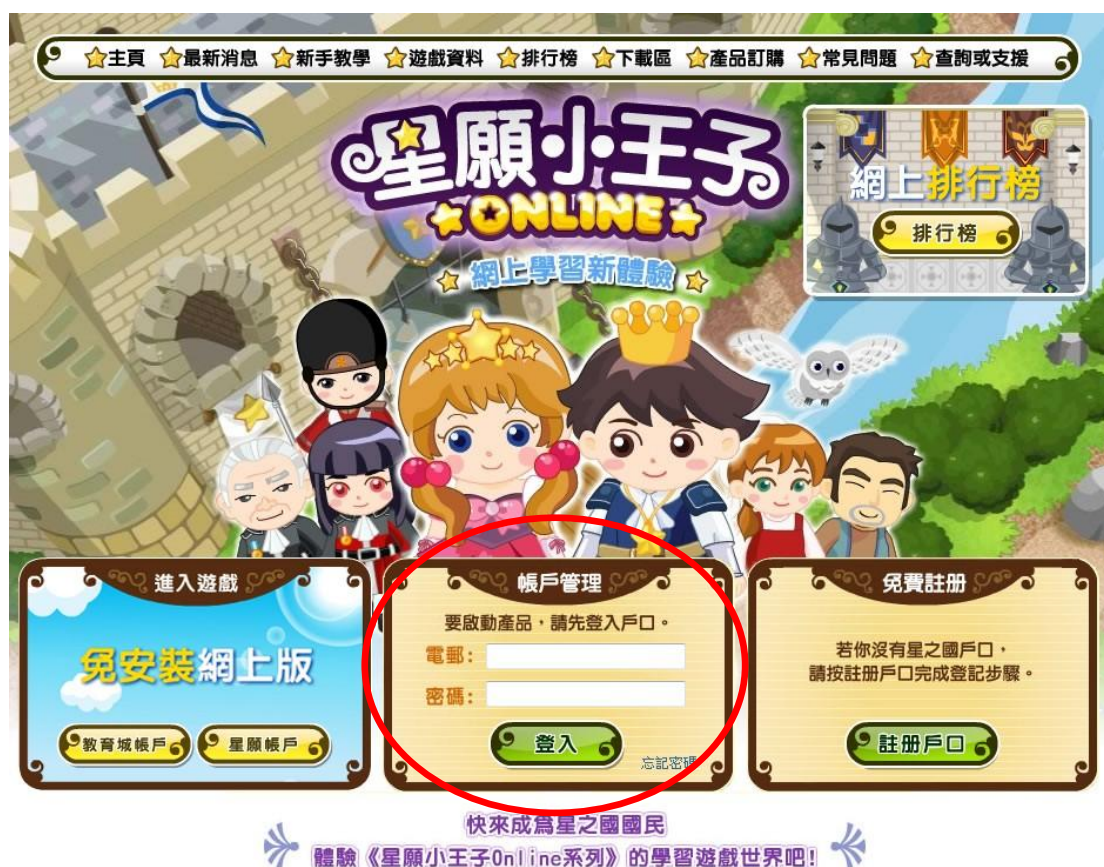 主頁 最新消息 新手教學 遊戲資料 排行榜 下載區 產品訂購 常見問題 查詢或支援
星願小王子
ONLINE
網上學習新體驗
網上排行榜
排行榜
進入遊戲
免安裝網上版
教育城帳戶 星願帳戶
帳戶管理
要啟動產品，請先登入戶口。
電郵:
密碼:
登入
忘記密碼
免費註册
若你沒有星之國戶口，
請按註册戶口完成登記步驟。
註册戶口
快來成為星之國國民
體驗《星願小王子Online系列》的學習遊戲世界吧!